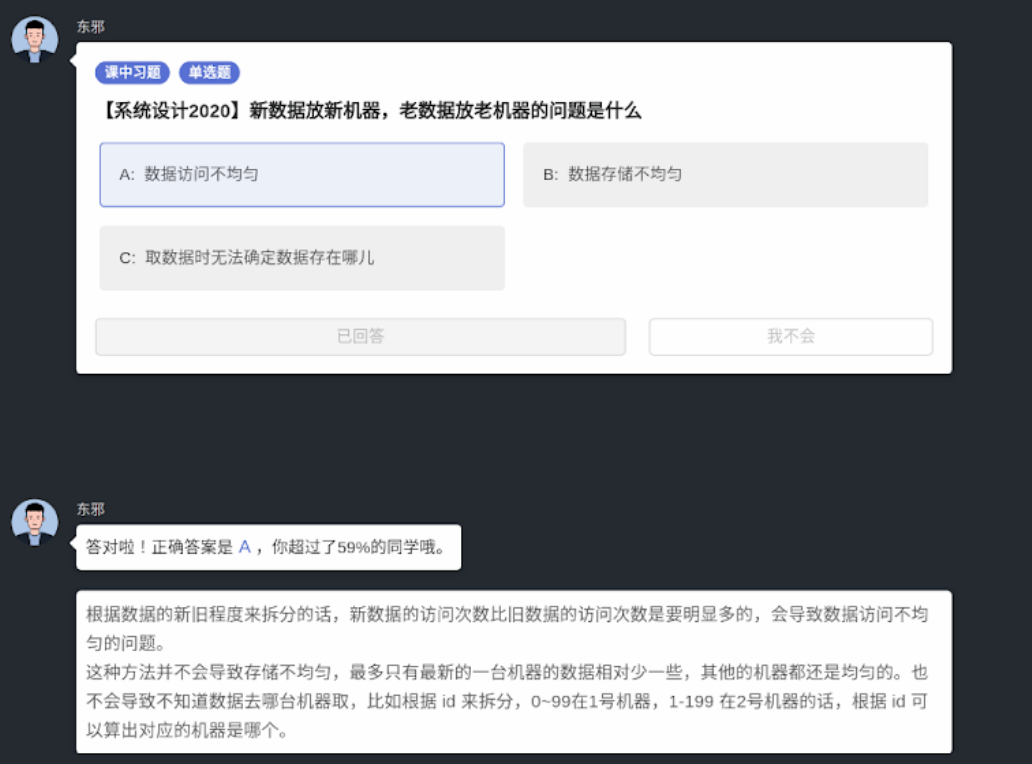 东邪
课中习题 单选题
【系统设计2020】新数据放新机器，老数据放老机器的问题是什么
A: 数据访问不均匀 B: 数据存储不均匀
C: 取数据时无法确定数据存在哪儿
已回答 我不会
东邪
答对啦！正确答案是 A ，你超过了59%的同学哦。
根据数据的新旧程度来拆分的话，新数据的访问次数比旧数据的访问次数是要明显多的，会导致数据访问不均
匀的问题。
这种方法并不会导致存储不均匀，最多只有最新的一台机器的数据相对少一些，其他的机器都还是均匀的。也
不会导致不知道数据去哪台机器取，比如根据 id 来拆分，0~99在1号机器，1-199 在2号机器的话，根据 id 可
以算出对应的机器是哪个。